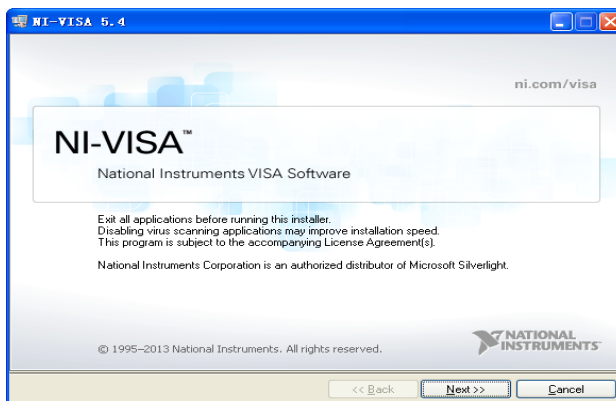 NI-VISA 5.4
ni.com/visa
NI-VISA™
National Instruments VISA Software
Exit all applications before running this installer.
Disabling virus scanning applications may improve installation speed.
This program is subject to the accompanying License Agreement(s).
National Instruments Corporation is an authorized distributor of Microsoft Silverlight.
© 1995–2013 National Instruments. All rights reserved.
NATIONAL
INSTRUMENTS™
<< Back
Next >>
Cancel